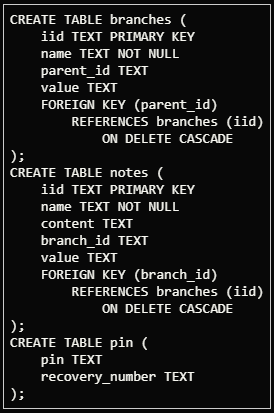 CREATE TABLE branches (
    iid TEXT PRIMARY KEY
    name TEXT NOT NULL
    parent_id TEXT
    value TEXT
    FOREIGN KEY (parent_id)
        REFERENCES branches (iid)
            ON DELETE CASCADE
);
CREATE TABLE notes (
    iid TEXT PRIMARY KEY
    name TEXT NOT NULL
    content TEXT
    branch_id TEXT
    value TEXT
    FOREIGN KEY (branch_id)
        REFERENCES branches (iid)
            ON DELETE CASCADE
);
CREATE TABLE pin (
    pin TEXT
    recovery_number TEXT
);